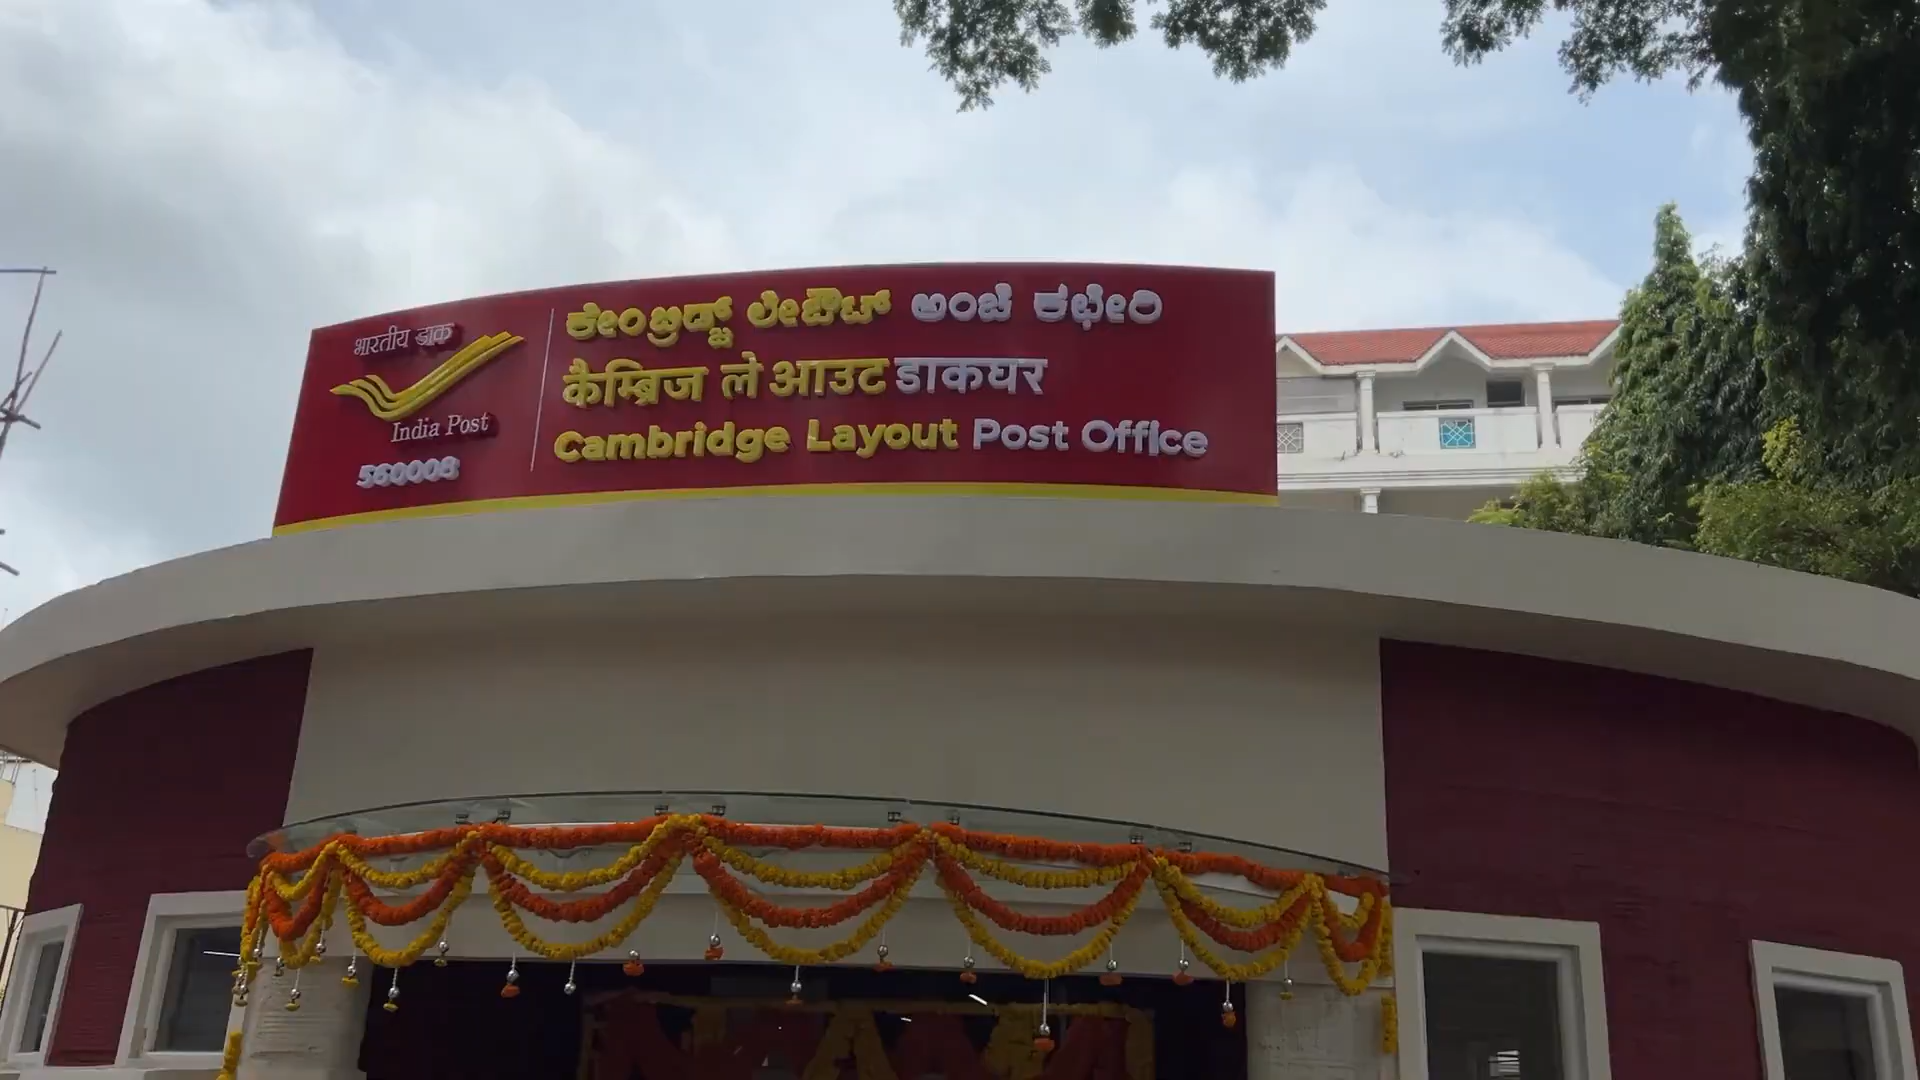 भारतीय डाक
India Post
560008
ಕೇಂಬ್ರಿಡ್ಜ್ ಲೇಔಟ್ ಅಂಚೆ ಕಛೇರಿ
कैम्ब्रिज ले आउट डाकघर
Cambridge Layout Post Office